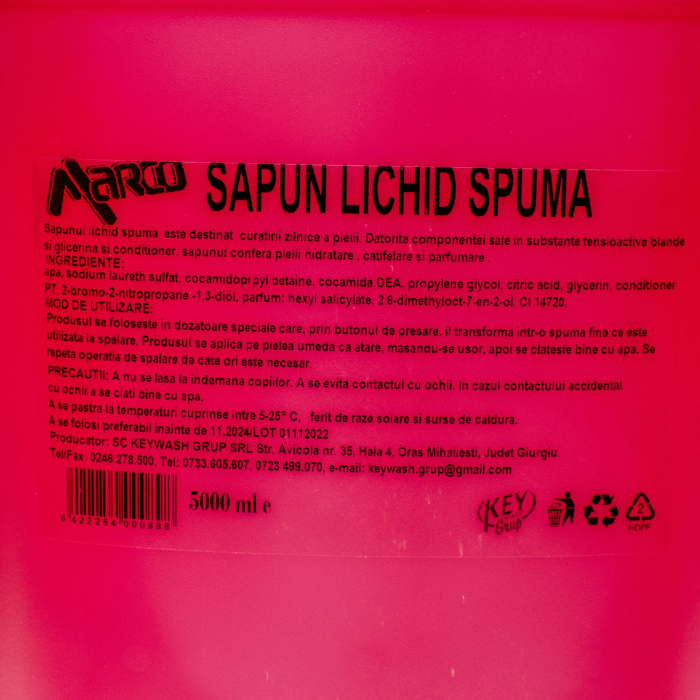 Marco SAPUN LICHID SPUMA
Sapunul lichid spuma este destinat curatirii zilnice a pielii. Datorita componentei sale in substante tensioactive blande
si glicerina si conditioner, sapunul confera pielii hidratare , catifelare si parfumare .
INGREDIENTE:
apa, sodium laureth sulfat, cocamidopropyl betaine, cocamida DEA, propylene glycol, citric acid, glycerin, conditioner
P7, 2-bromo-2-nitropropane -1,3-diol, parfum: hexyl salicylate, 2.6-dimethyloct-7-en-2-ol, CI 14720.
MOD DE UTILIZARE:
Produsul se foloseste in dozatoare speciale care, prin butonul de presare, il transforma intr-o spuma fina ce este
utilizata la spalare. Produsul se aplica pe pielea umeda ca atare, masandu-se usor, apoi se clateste bine cu apa. Se
repeta operatia de spalare de cate ori este necesar.
PRECAUTII: A nu se lasa la indemana copiilor. A se evita contactul cu ochii. In cazul contactului accidental
cu ochii a se clati bine cu apa.
A se pastra la temperaturi cuprinse intre 5-25° C, ferit de raze solare si surse de caldura.
A se folosi preferabil inainte de 11.2024/LOT 01112022
Producator: SC KEYWASH GRUP SRL Str. Avicola nr. 35, Hala 4, Oras Mihailesti, Judet Giurgiu.
Tel/Fax: 0246.278.500, Tel: 0733.605.607, 0723.499.070, e-mail: keywash.grup@gmail.com
5000 ml e
6 422254 000898
KEY
Grup
2
HDPE